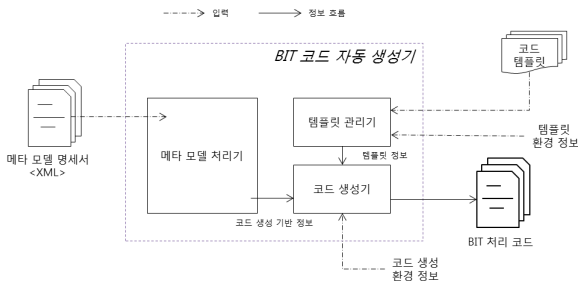 입력
정보 흐름
BIT 코드 자동 생성기
코드
템플릿
메타 모델 처리기
템플릿 관리기
템플릿
환경 정보
템플릿 정보
메타 모델 명세서
<XML>
코드 생성기
코드 생성 기반 정보
BIT 처리 코드
코드 생성
환경 정보